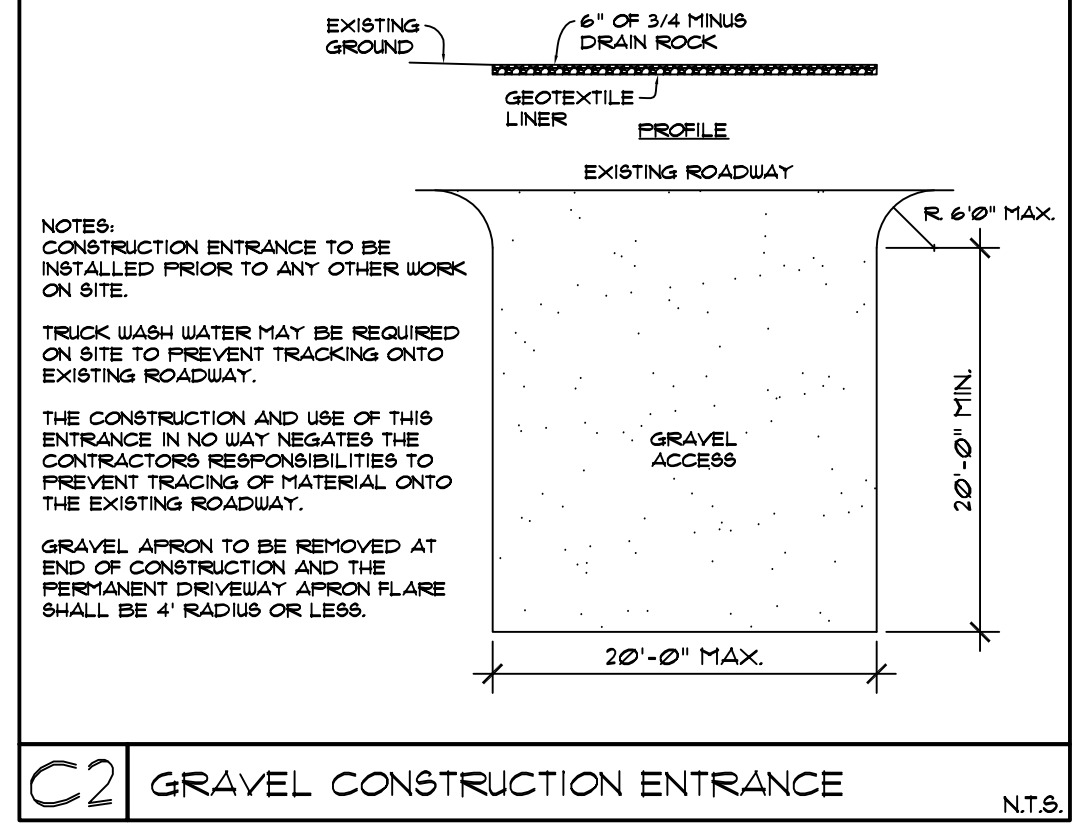 EXISTING
GROUND
6" OF 3/4 MINUS
DRAIN ROCK
GEOTEXTILE
LINER
PROFILE
EXISTING ROADWAY
R 6'0" MAX.
NOTES:
CONSTRUCTION ENTRANCE TO BE
INSTALLED PRIOR TO ANY OTHER WORK
ON SITE.
TRUCK WASH WATER MAY BE REQUIRED
ON SITE TO PREVENT TRACKING ONTO
EXISTING ROADWAY.
THE CONSTRUCTION AND USE OF THIS
ENTRANCE IN NO WAY NEGATES THE
CONTRACTORS RESPONSIBILITIES TO
PREVENT TRACING OF MATERIAL ONTO
THE EXISTING ROADWAY.
GRAVEL APRON TO BE REMOVED AT
END OF CONSTRUCTION AND THE
PERMANENT DRIVEWAY APRON FLARE
SHALL BE 4' RADIUS OR LESS.
GRAVEL
ACCESS
20'-0" MIN.
20'-0" MAX.
C2
GRAVEL CONSTRUCTION ENTRANCE
N.T.S.